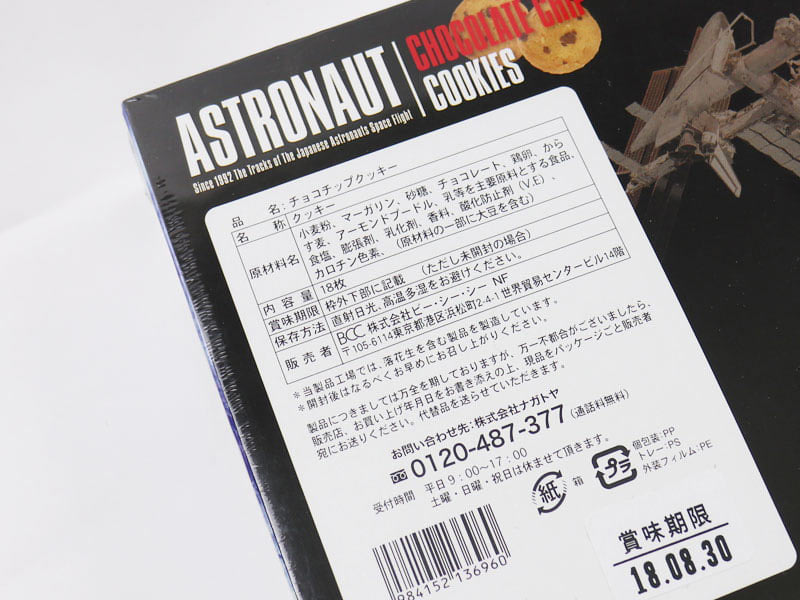 ASTRONAUT
CHOCOLATE CHIP
COOKIES
Since 1992 The Tracks of The Japanese Astronauts Space Flight
品名:チョコチップクッキー
名称 クッキー
原材料名 小麦粉、マーガリン、砂糖、チョコレート、鶏卵、から
す麦、アーモンドプードル、乳等を主要原料とする食品、
食塩、膨張剤、乳化剤、香料、酸化防止剤(V.E)、
カロチン色素、(原材料の一部に大豆を含む)
内容量 18枚
賞味期限 枠外下部に記載 (ただし未開封の場合)
保存方法 直射日光、高温多湿をお避けください。
販売者 BCC 株式会社ビー・シー・シー NF
〒105-6114東京都港区浜松町2-4-1世界貿易センタービル14階
*当製品工場では、落花生を含む製品を製造しています。
*開封後はなるべくお早めにお召し上がりください。
製品につきましては万全を期しておりますが、万一不都合がございましたら、
販売店、お買い上げ年月日をお書き添えの上、現品をパッケージごと販売者
宛にお送りください。代替品を送らせていただきます。
お問い合わせ先:株式会社ナガトヤ
0120-487-377(通話料無料)
受付時間 平日9:00~17:00
土曜・日曜・祝日は休ませて頂きます。
紙 箱
プラ
個包装:PP
トレー:PS
外装フィルム:PE
984152 136960
賞味期限
18.08.30